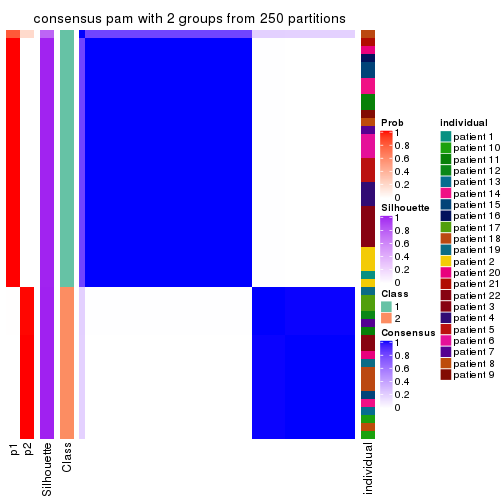 consensus pam with 2 groups from 250 partitions
p1
p2
Silhouette
Class
individual
Prob
1
0.8
0.6
0.4
0.2
0
Silhouette
1
0.8
0.6
0.4
0.2
0
Class
1
2
Consensus
1
0.8
0.6
0.4
0.2
0
individual
patient 1
patient 10
patient 11
patient 12
patient 13
patient 14
patient 15
patient 16
patient 17
patient 18
patient 19
patient 2
patient 20
patient 21
patient 22
patient 3
patient 4
patient 5
patient 6
patient 7
patient 8
patient 9